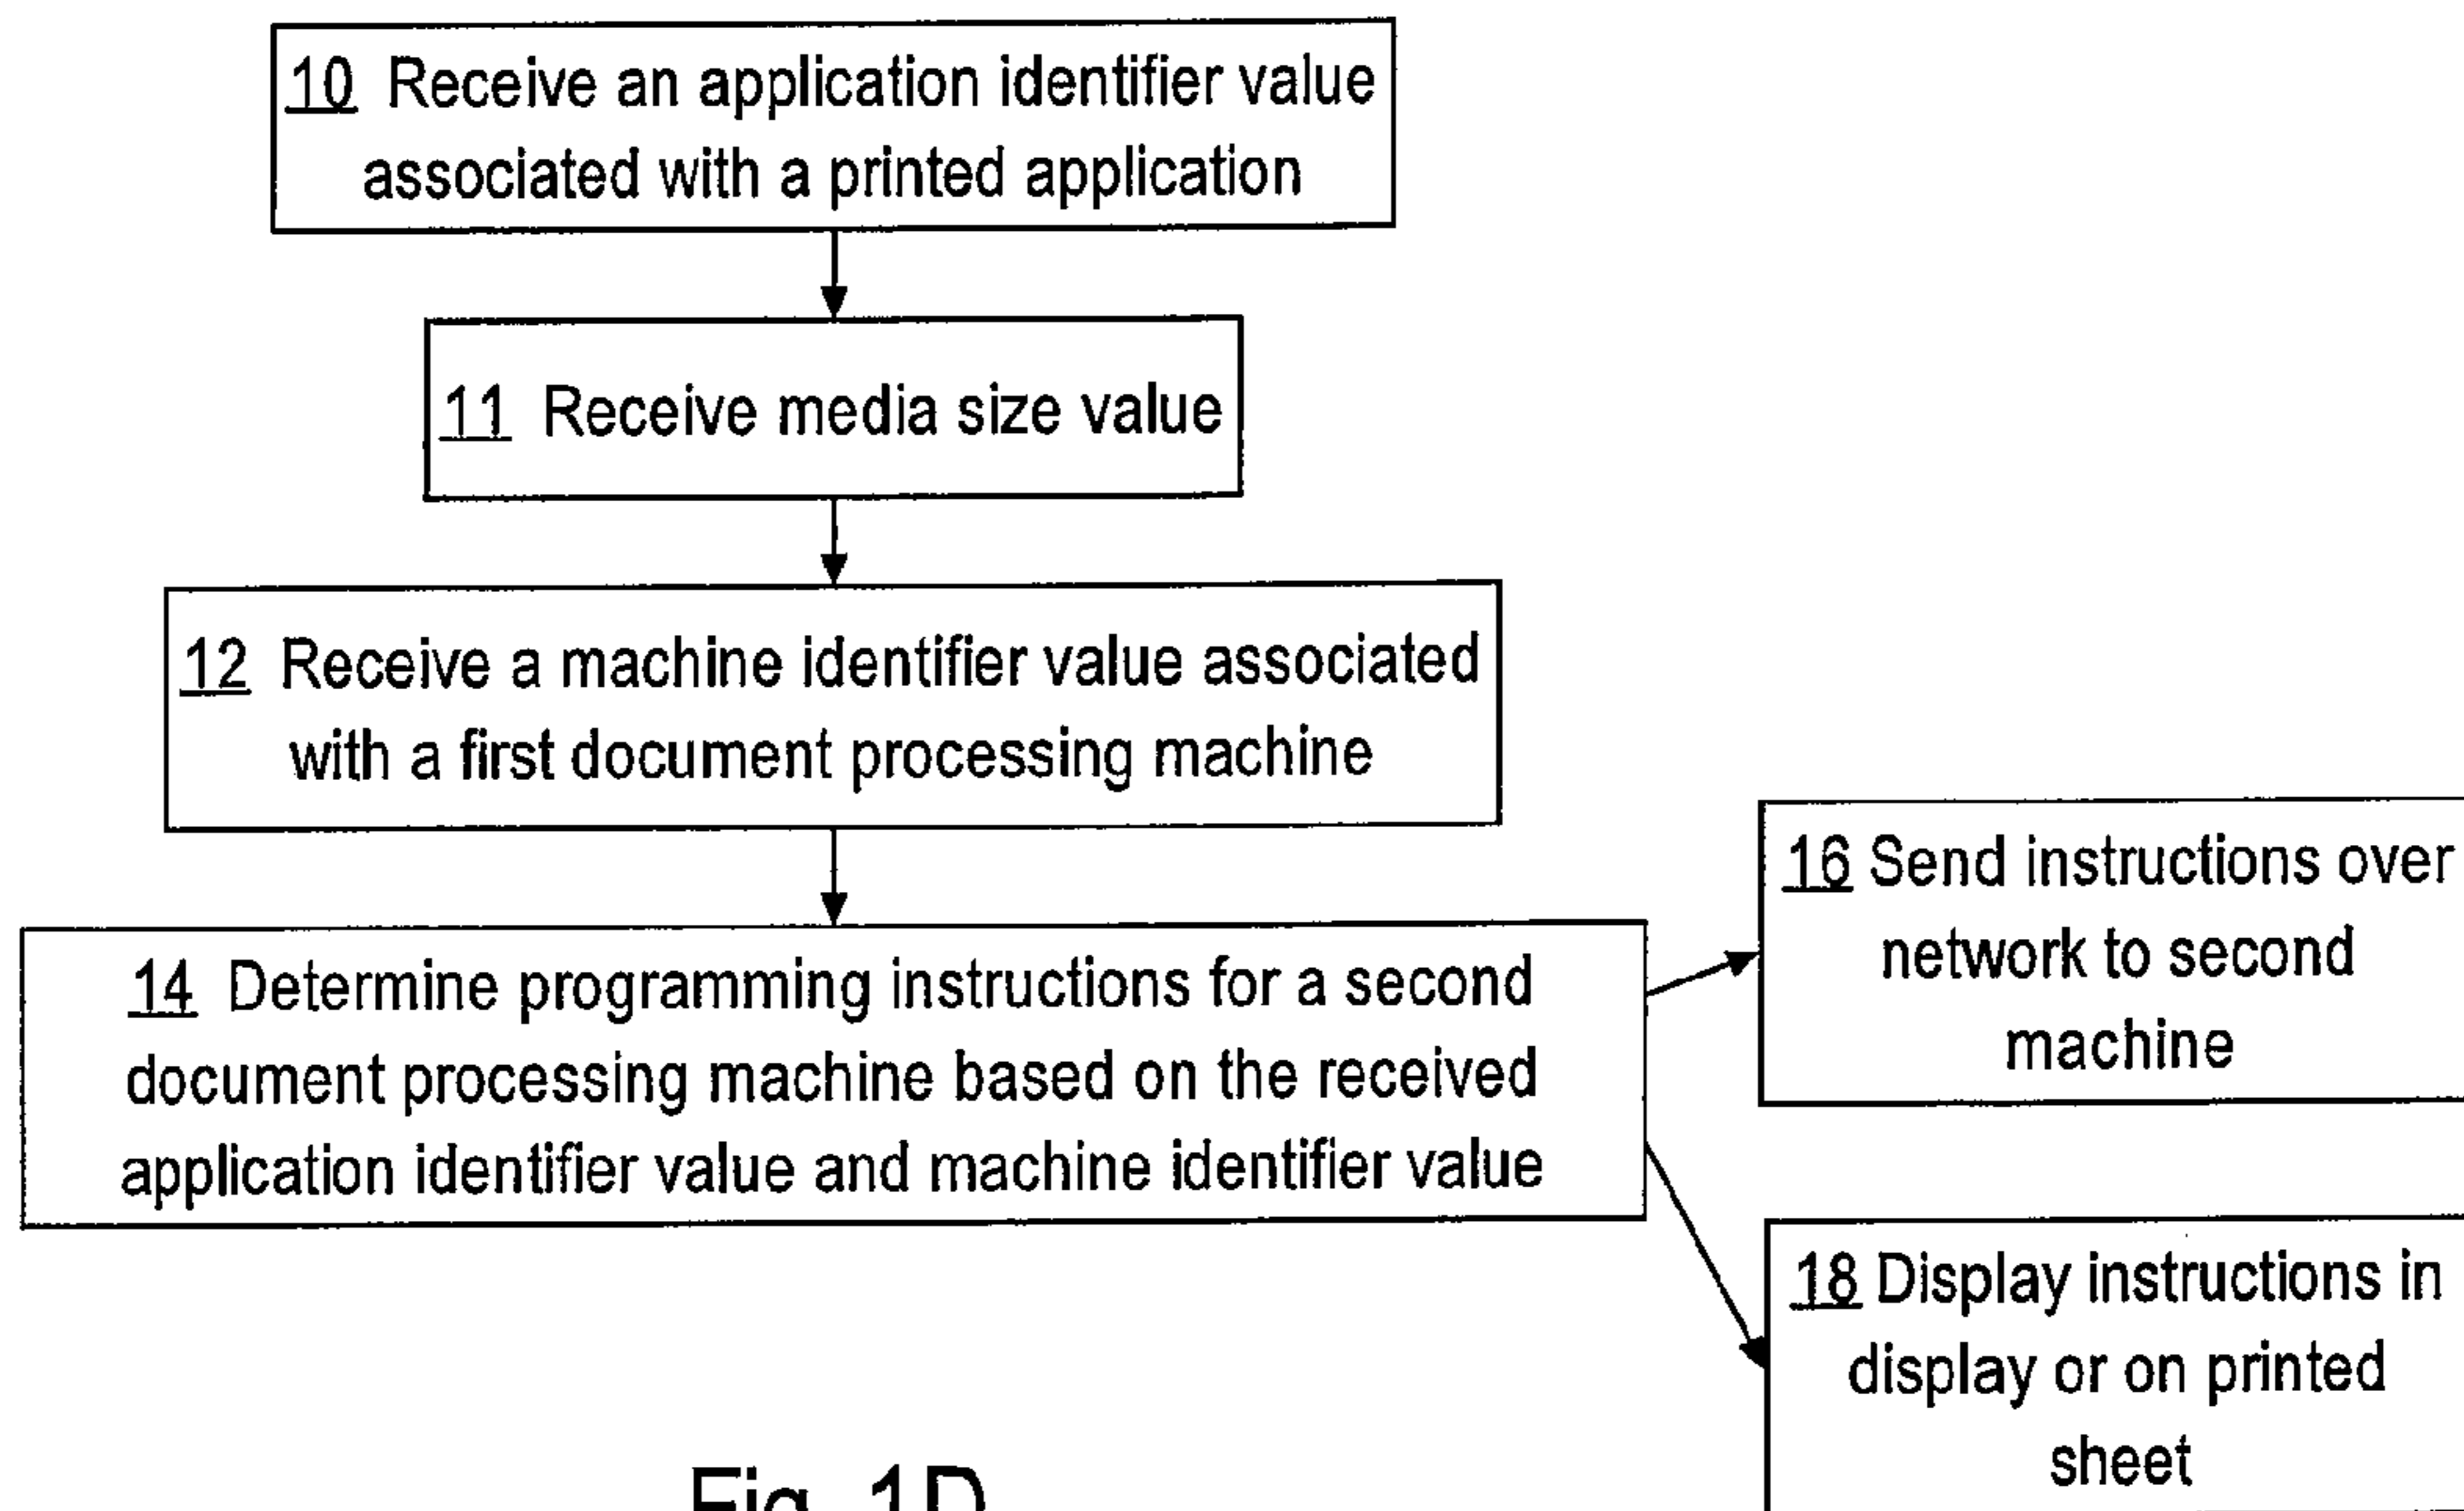 10 Receive an application identifier value
associated with a printed application
11 Receive media size value
12 Receive a machine identifier value associated
with a first document processing machine
14 Determine programming instructions for a second
document processing machine based on the received
application identifier value and machine identifier value
16 Send instructions over
network to second
machine
18 Display instructions in
display or on printed
sheet
Fig. 1D